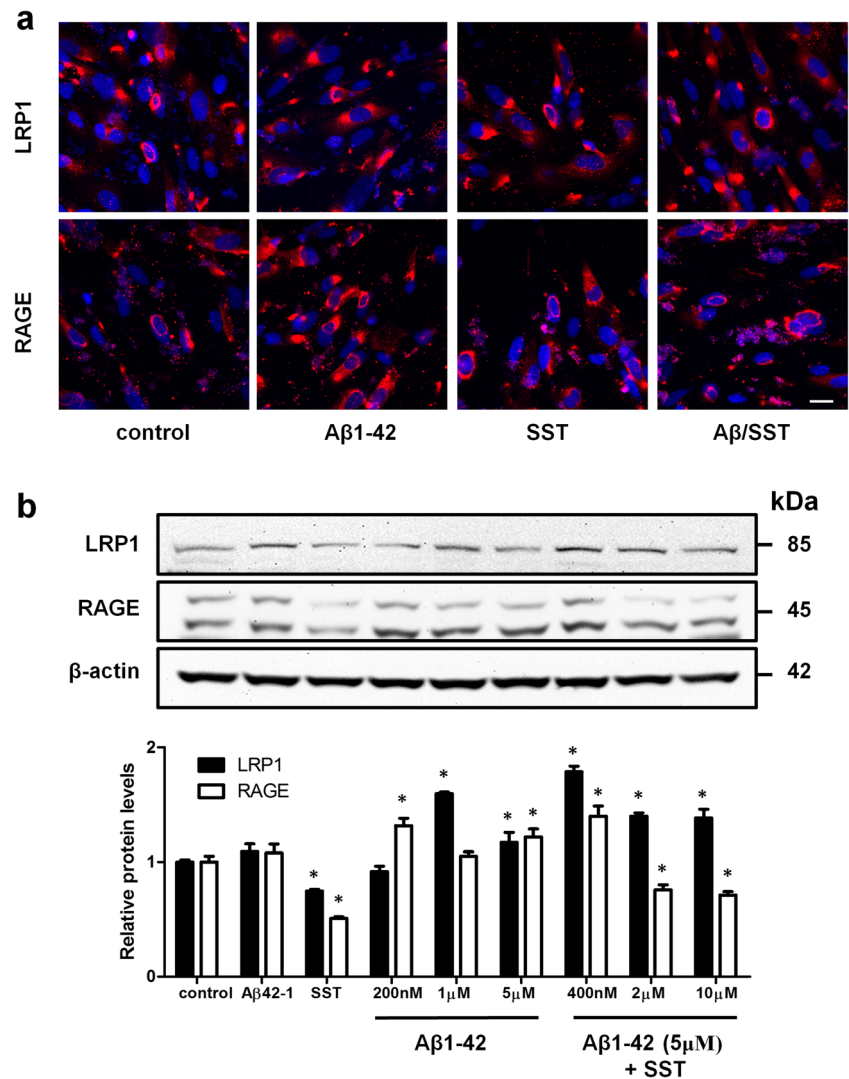 a
LRP1
RAGE
control Aβ1-42 SST Aβ/SST
b
kDa
LRP1 85
RAGE 45
β-actin 42
Relative protein levels
2
1
0
LRP1
RAGE
* * * * * * * * * * * *
control Aβ42-1 SST 200nM 1μM 5μM 400nM 2μM 10μM
Aβ1-42 Aβ1-42 (5μM)
+ SST